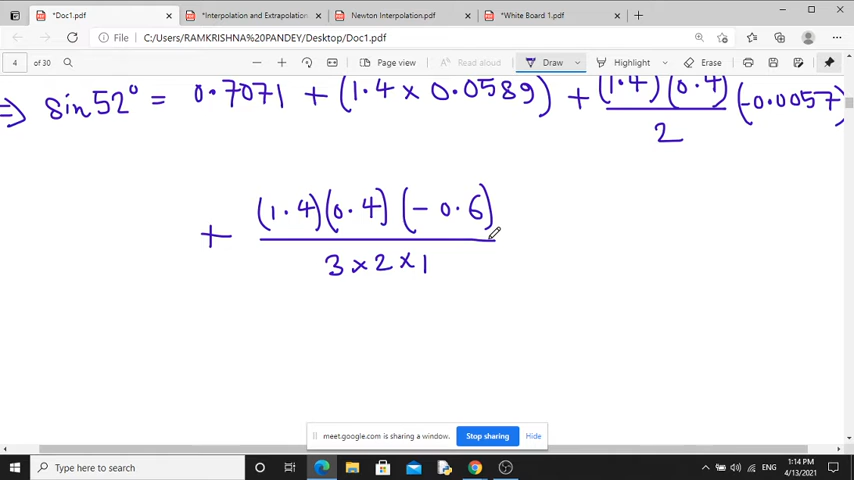 *Doc1.pdf
*Interpolation and Extrapolation
Newton Interpolation.pdf
*White Board 1.pdf
File C:/Users/RAMKRISHNA%20PANDEY/Desktop/Doc1.pdf
4 of 30 Page view Read aloud Draw Highlight Erase
⇒ sin 52° = 0.7071 + (1.4 × 0.0589) + (1.4)(0.4)/2 (-0.0057)
+ (1.4)(0.4)(-0.6)/3×2×1
meet.google.com is sharing a window. Stop sharing Hide
Type here to search
ENG
1:14 PM
4/13/2021